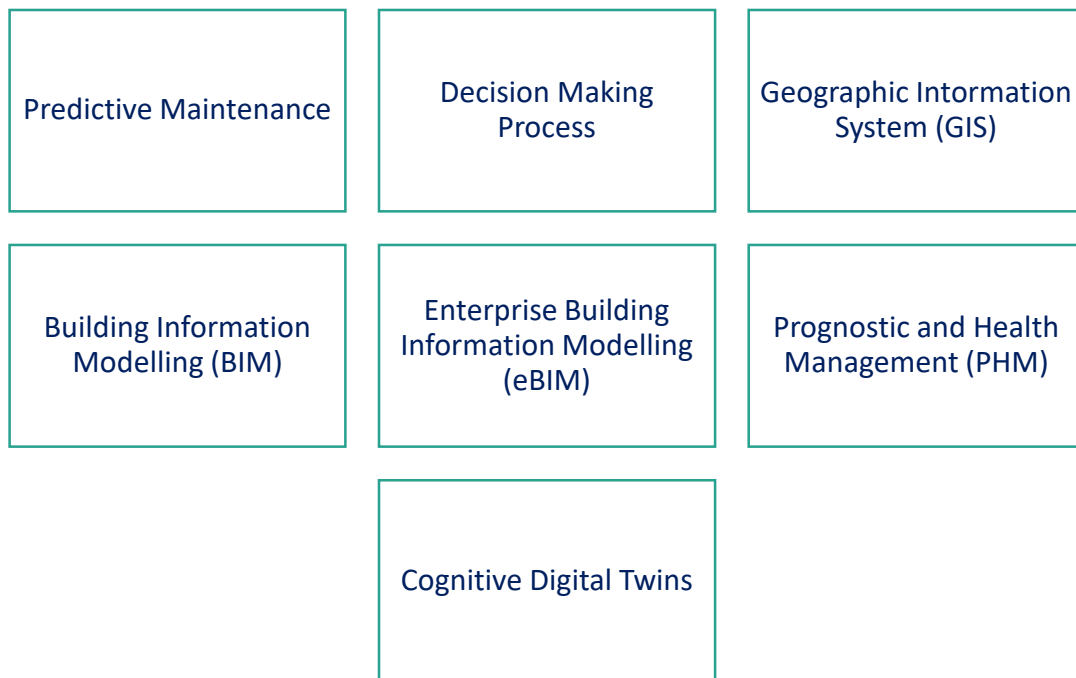 Predictive Maintenance
Decision Making
Process
Geographic Intormation
System (GIS)
Building Information
Modelling (BIM)
Enterprise Building
Information Modelling
(eBIM)
Prognostic and Health
Management (PHM)
Cognitive Digital Twins